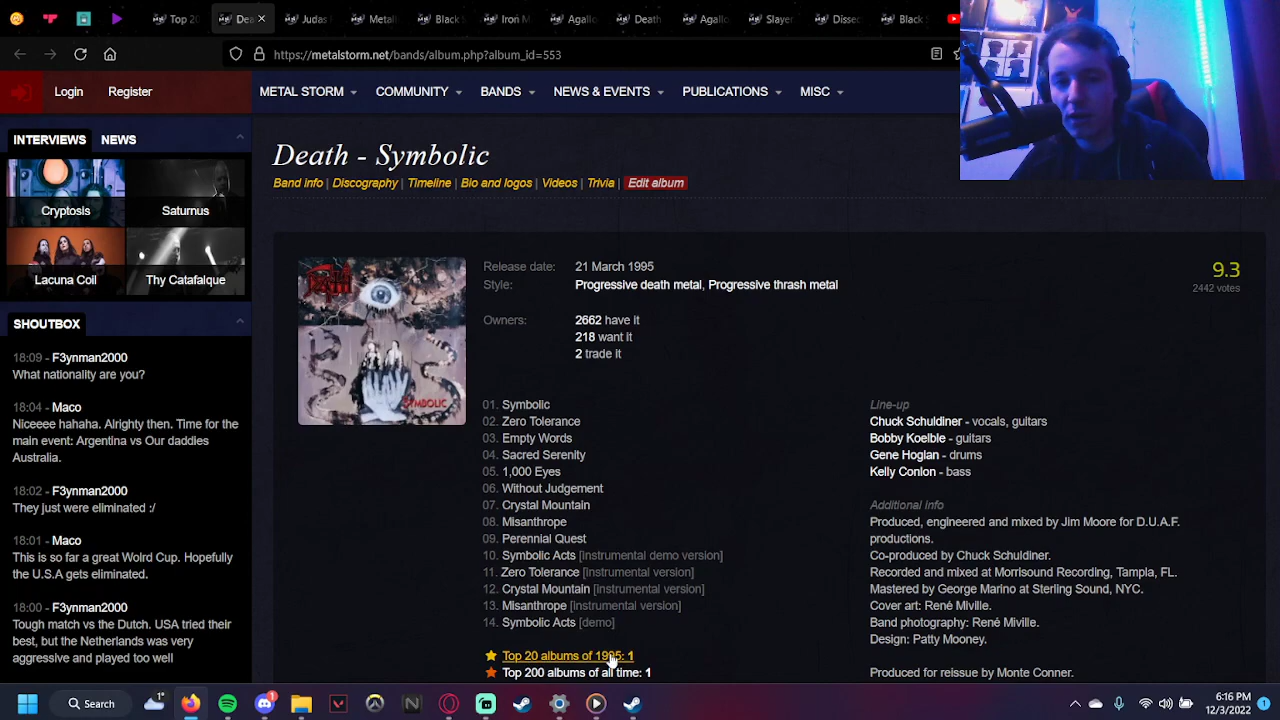 Top 20
Dea
Judas
Metall
Black S
Iron M
Agallo
Death
Agallo
Slayer
Dissec
Black S
https://metalstorm.net/bands/album.php?album_id=553
Login
Register
METAL STORM
COMMUNITY
BANDS
NEWS & EVENTS
PUBLICATIONS
MISC
INTERVIEWS
NEWS
Cryptosis
Saturnus
Lacuna Coil
Thy Catafalque
SHOUTBOX
18:09 - F3ynman2000
What nationality are you?
18:04 - Maco
Niceeee hahaha. Alrighty then. Time for the
main event: Argentina vs Our daddies
Australia.
18:02 - F3ynman2000
They just were eliminated :/
18:01 - Maco
This is so far a great Wolrd Cup. Hopefully
the U.S.A gets eliminated.
18:00 - F3ynman2000
Tough match vs the Dutch. USA tried their
best, but the Netherlands was very
aggressive and played too well
Death - Symbolic
Band info | Discography | Timeline | Bio and logos | Videos | Trivia | Edit album
SYMBOLIC
Release date: 21 March 1995
Style: Progressive death metal, Progressive thrash metal
Owners: 2662 have it
218 want it
2 trade it
9.3
2442 votes
01. Symbolic
02. Zero Tolerance
03. Empty Words
04. Sacred Serenity
05. 1,000 Eyes
06. Without Judgement
07. Crystal Mountain
08. Misanthrope
09. Perennial Quest
10. Symbolic Acts [instrumental demo version]
11. Zero Tolerance [instrumental version]
12. Crystal Mountain [instrumental version]
13. Misanthrope [instrumental version]
14. Symbolic Acts [demo]
Top 20 albums of 1995: 1
Top 200 albums of all time: 1
Line-up
Chuck Schuldiner - vocals, guitars
Bobby Koelble - guitars
Gene Hoglan - drums
Kelly Conlon - bass
Additional info
Produced, engineered and mixed by Jim Moore for D.U.A.F.
productions.
Co-produced by Chuck Schuldiner.
Recorded and mixed at Morrisound Recording, Tampla, FL.
Mastered by George Marino at Sterling Sound, NYC.
Cover art: René Miville.
Band photography: René Miville.
Design: Patty Mooney.
Produced for reissue by Monte Conner.
Search
6:16 PM
12/3/2022